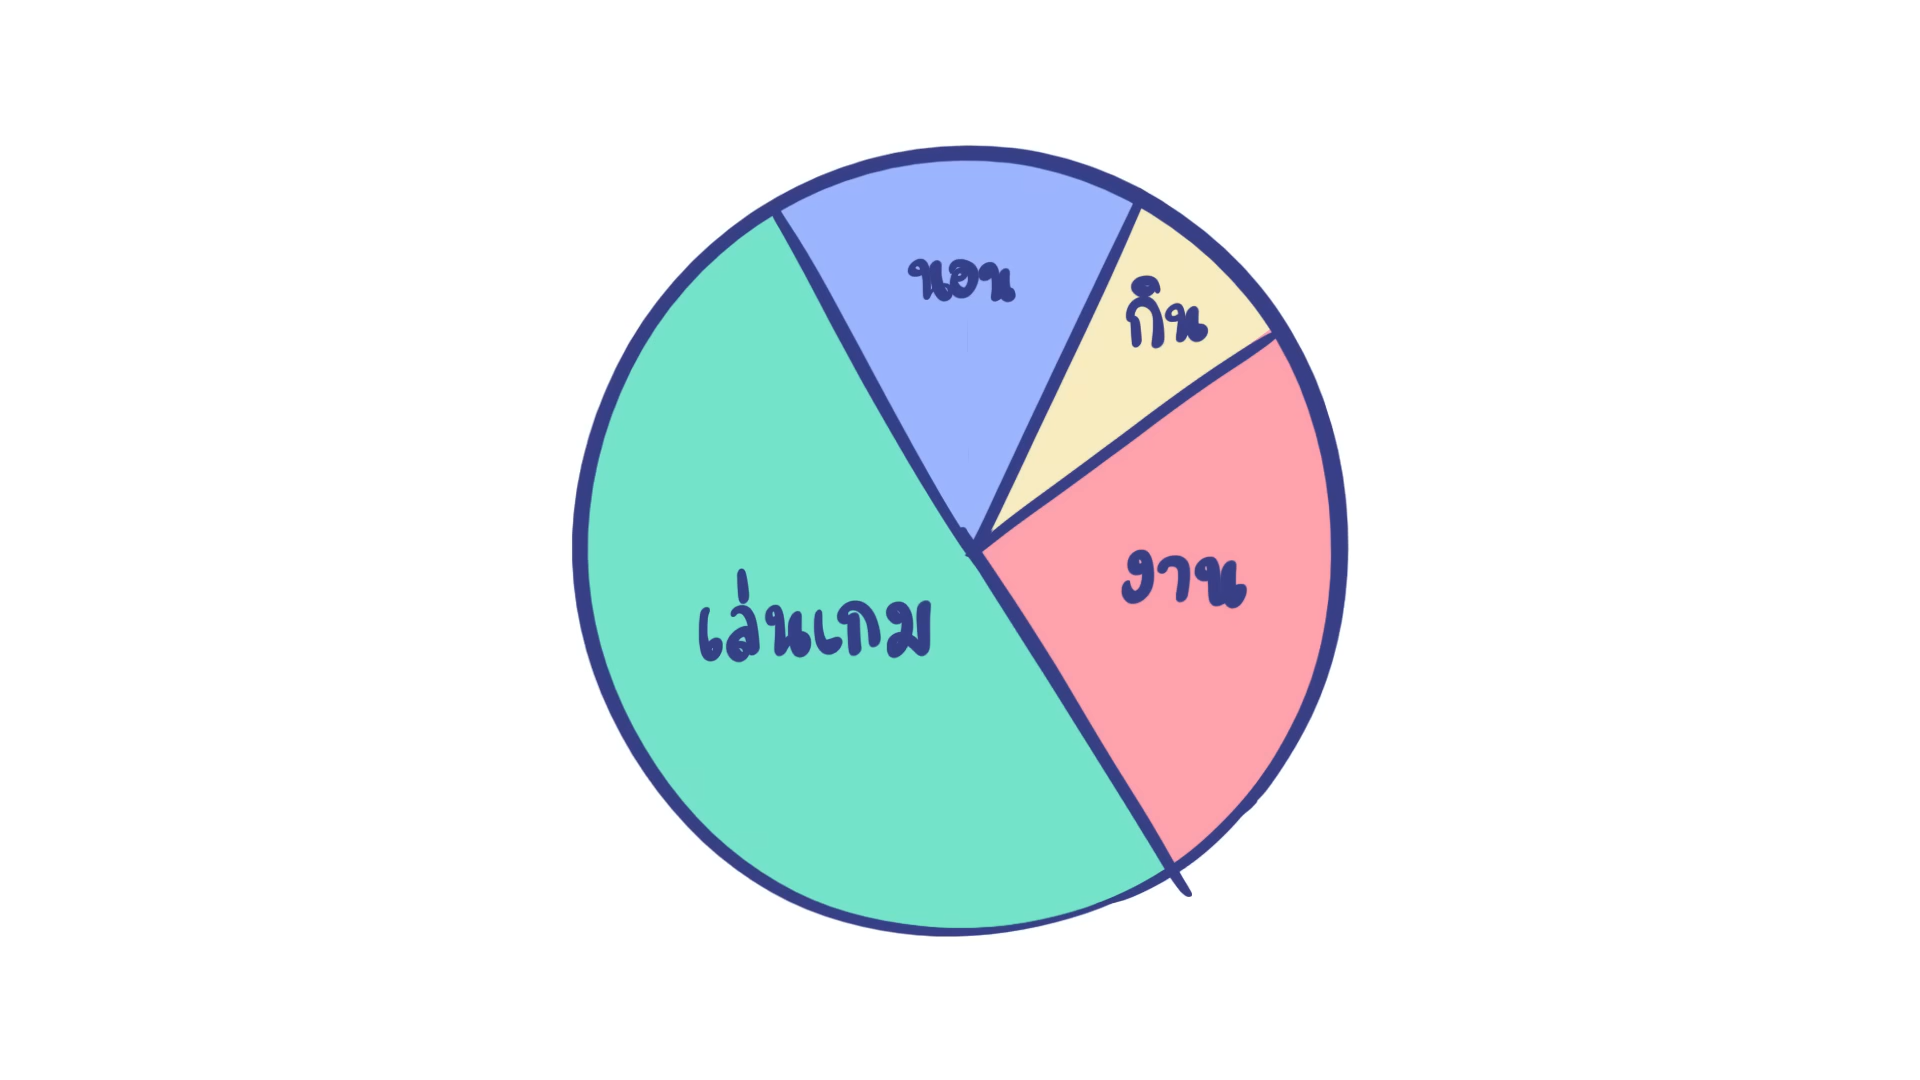 นอน
กิน
งาน
เล่นเกม